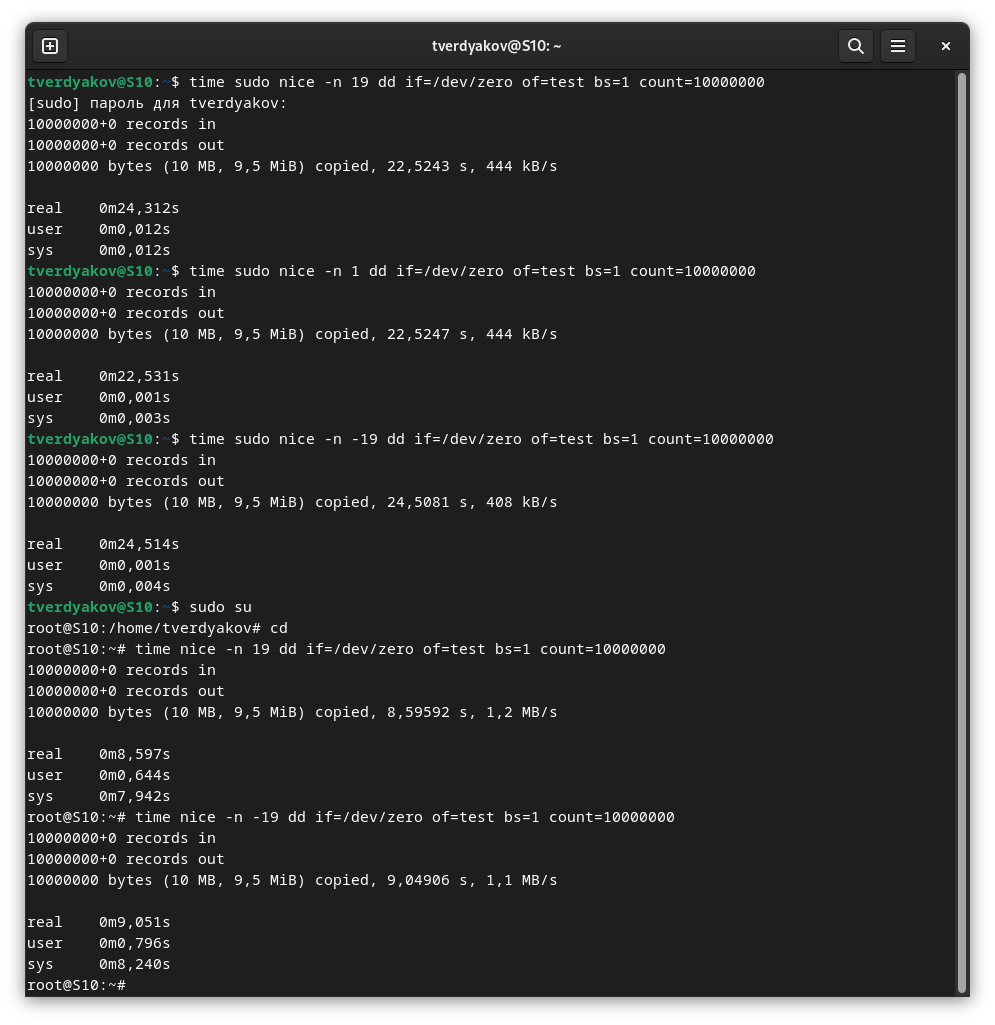 tverdyakov@S10: ~
tverdyakov@S10:~$ time sudo nice -n 19 dd if=/dev/zero of=test bs=1 count=10000000
[sudo] пароль для tverdyakov:
10000000+0 records in
10000000+0 records out
10000000 bytes (10 MB, 9,5 MiB) copied, 22,5243 s, 444 kB/s
real    0m24,312s
user    0m0,012s
sys     0m0,012s
tverdyakov@S10:~$ time sudo nice -n 1 dd if=/dev/zero of=test bs=1 count=10000000
10000000+0 records in
10000000+0 records out
10000000 bytes (10 MB, 9,5 MiB) copied, 22,5247 s, 444 kB/s
real    0m22,531s
user    0m0,001s
sys     0m0,003s
tverdyakov@S10:~$ time sudo nice -n -19 dd if=/dev/zero of=test bs=1 count=10000000
10000000+0 records in
10000000+0 records out
10000000 bytes (10 MB, 9,5 MiB) copied, 24,5081 s, 408 kB/s
real    0m24,514s
user    0m0,001s
sys     0m0,004s
tverdyakov@S10:~$ sudo su
root@S10:/home/tverdyakov# cd
root@S10:~# time nice -n 19 dd if=/dev/zero of=test bs=1 count=10000000
10000000+0 records in
10000000+0 records out
10000000 bytes (10 MB, 9,5 MiB) copied, 8,59592 s, 1,2 MB/s
real    0m8,597s
user    0m0,644s
sys     0m7,942s
root@S10:~# time nice -n -19 dd if=/dev/zero of=test bs=1 count=10000000
10000000+0 records in
10000000+0 records out
10000000 bytes (10 MB, 9,5 MiB) copied, 9,04906 s, 1,1 MB/s
real    0m9,051s
user    0m0,796s
sys     0m8,240s
root@S10:~#